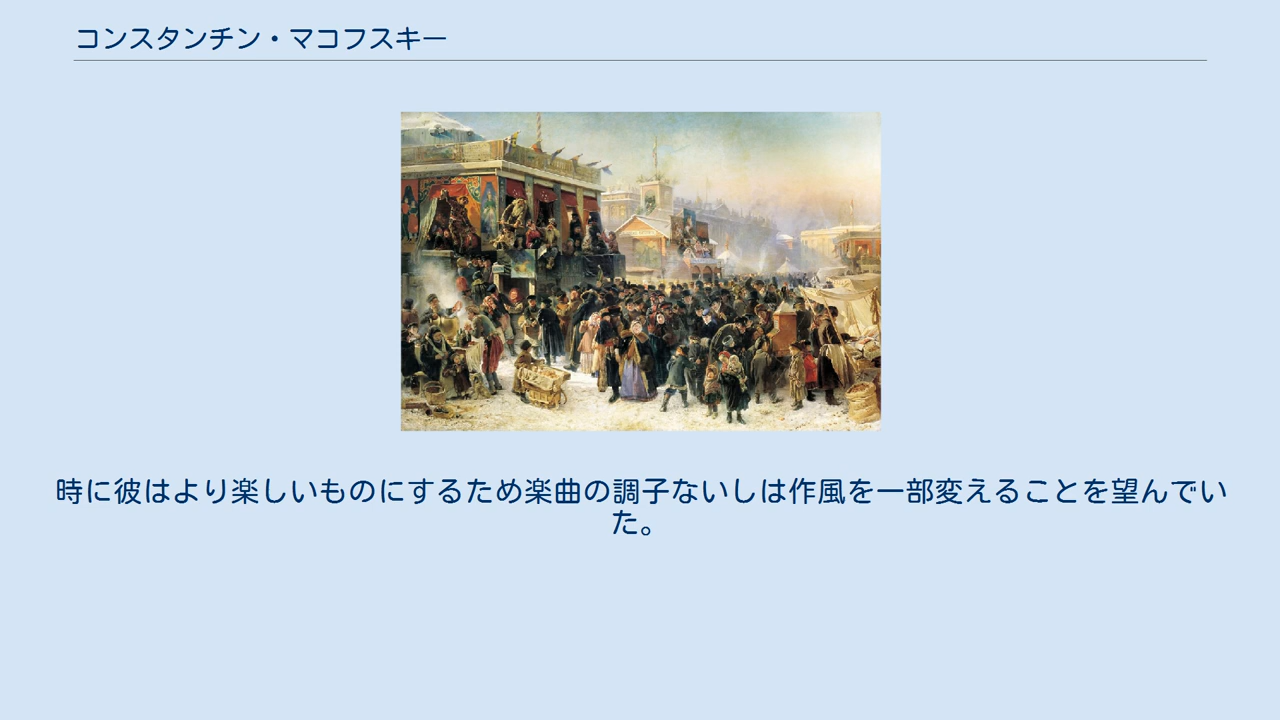 コンスタンチン・マコフスキー
時に彼はより楽しいものにするため楽曲の調子ないしは作風を一部変えることを望んでい
た。